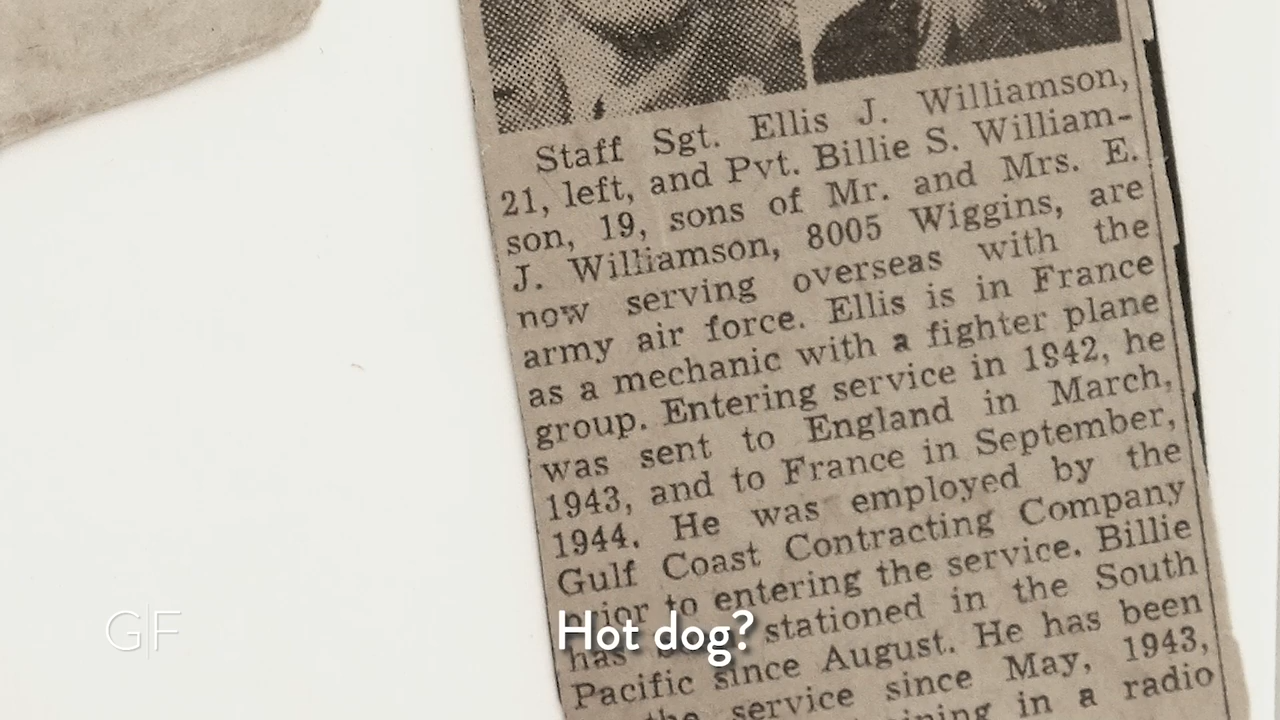 Staff Sgt. Ellis J. Williamson,
21, left, and Pvt. Billie S. William-
son, 19, sons of Mr. and Mrs. E.
J. Williamson, 8005 Wiggins, are
now serving overseas with the
army air force. Ellis is in France
as a mechanic with a fighter plane
group. Entering service in 1942, he
was sent to England in March,
1943, and to France in September,
1944. He was employed by the
Gulf Coast Contracting Company
to entering the service. Billie
has stationed in the South
Pacific since August. He has been
the service since May, 1943,
in a radio
Hot dog?
GF